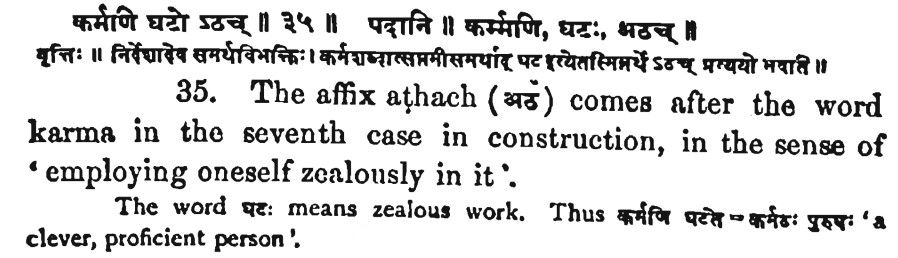 कर्मणि घटो ऽठच् ॥ ३५ ॥ पदानि ॥ कर्म्मणि, घटः, अठच् ॥
वृत्तिः ॥ निर्देशादेव समर्थविभक्तिः। कर्मशब्दात्सप्तमीसमर्थाद् घट इत्येतस्मिन्नर्थे ऽठच् प्रत्ययो भवति ॥
35. The affix aṭhach (अठँ) comes after the word
karma in the seventh case in construction, in the sense of
‘employing oneself zealously in it’.
The word घटः means zealous work. Thus कर्मणि घटते = कर्मठः पुरुषः ‘a
clever, proficient person’.